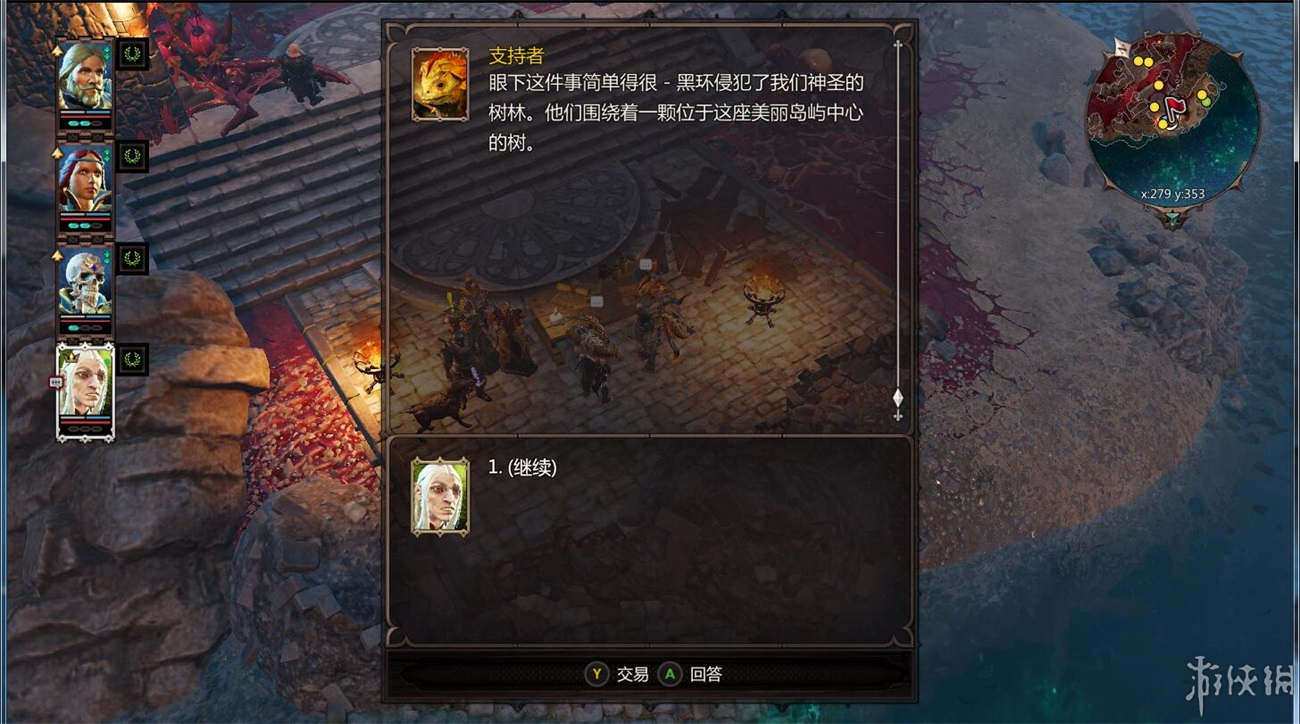 支持者
眼下这件事简单得很 - 黑环侵犯了我们神圣的
树林。他们围绕着一颗位于这座美丽岛屿中心
的树。
x:279 y:353
1. (继续)
Y 交易 A 回答
游侠网